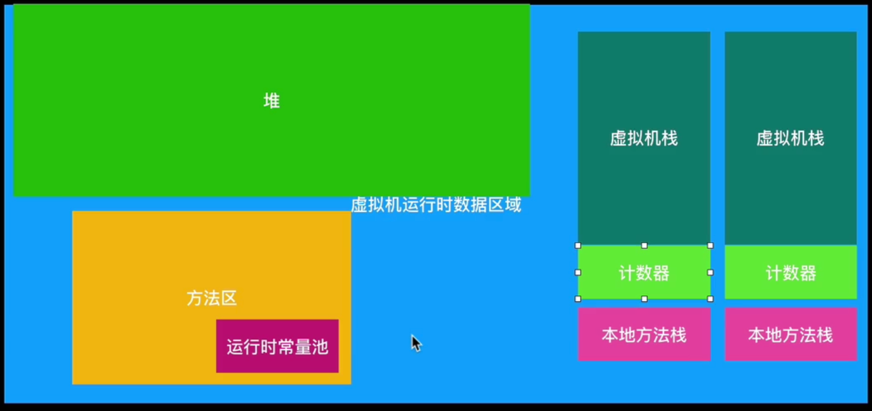 堆
虚拟机运行时数据区域
方法区
运行时常量池
虚拟机栈
虚拟机栈
计数器
计数器
本地方法栈
本地方法栈